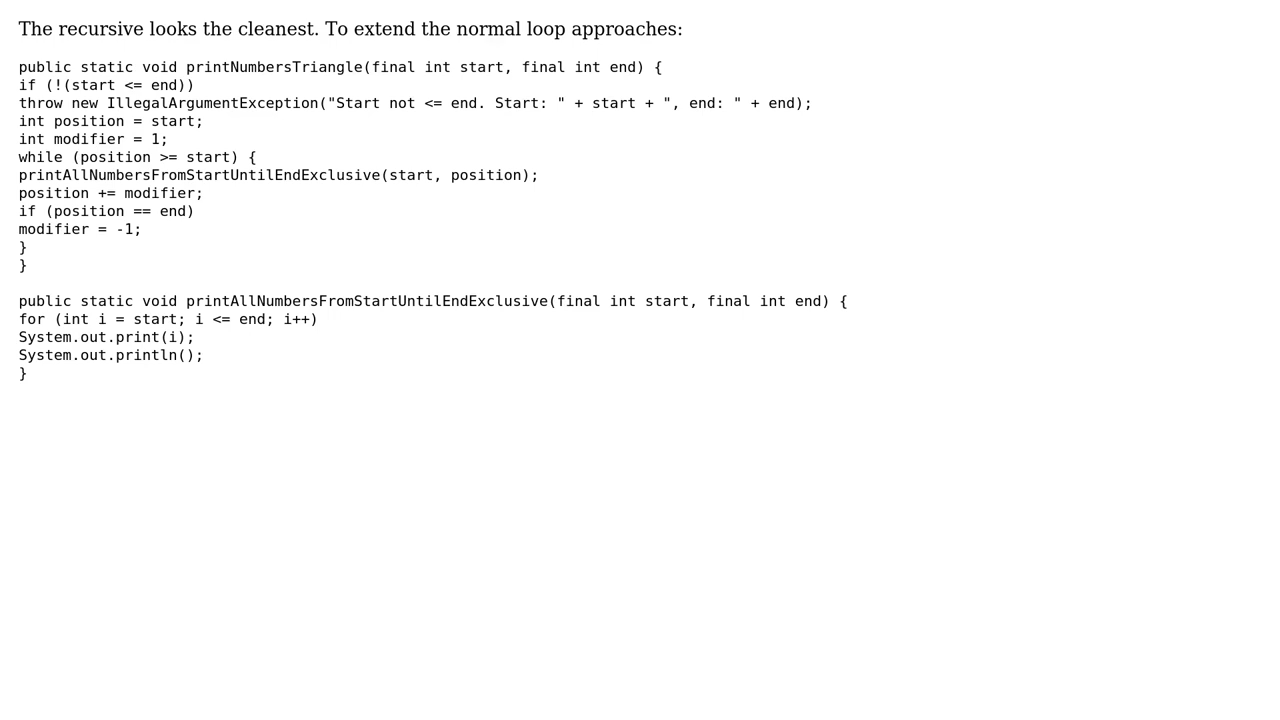 The recursive looks the cleanest. To extend the normal loop approaches:
public static void printNumbersTriangle(final int start, final int end) {
if (!(start <= end))
throw new IllegalArgumentException("Start not <= end. Start: " + start + ", end: " + end);
int position = start;
int modifier = 1;
while (position >= start) {
printAllNumbersFromStartUntilEndExclusive(start, position);
position += modifier;
if (position == end)
modifier = -1;
}
}
public static void printAllNumbersFromStartUntilEndExclusive(final int start, final int end) {
for (int i = start; i <= end; i++)
System.out.print(i);
System.out.println();
}